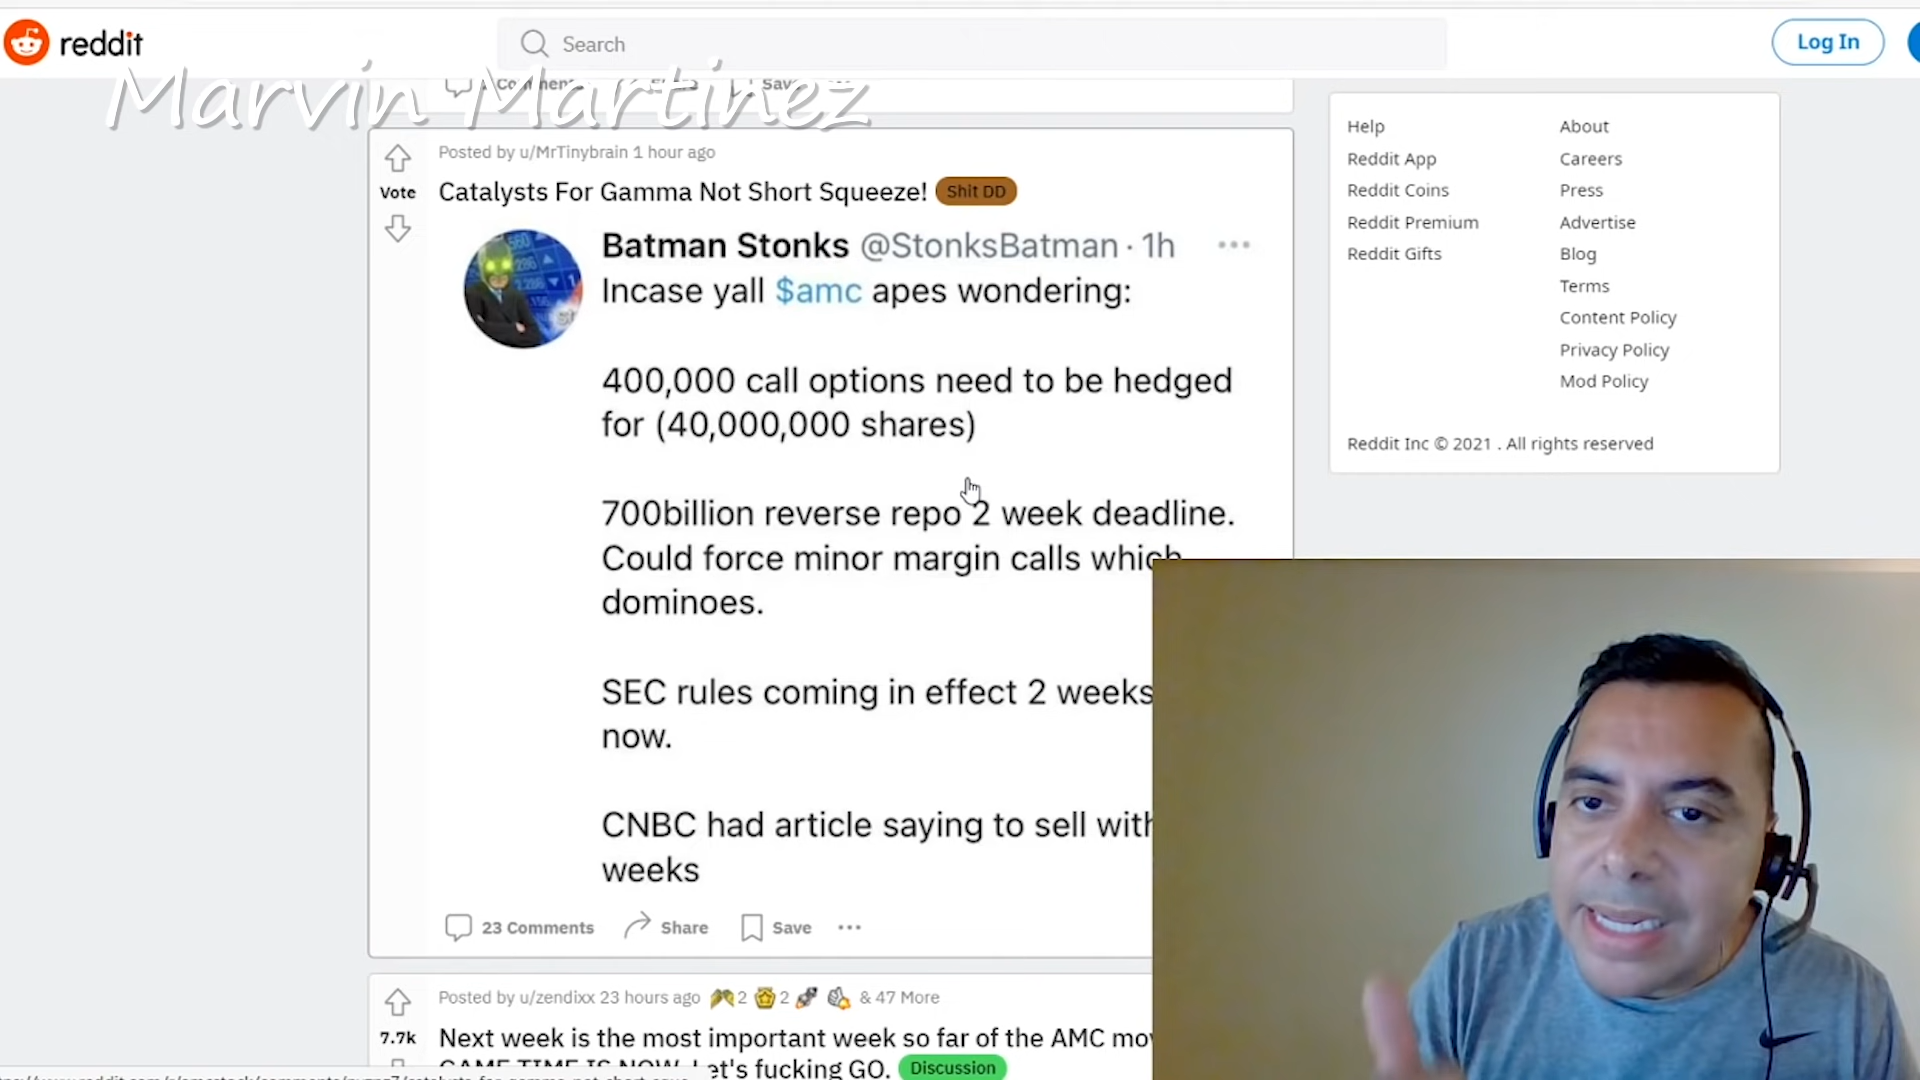 reddit
Search
Log In
Marvin Martinez
Help
About
Reddit App
Careers
Reddit Coins
Press
Reddit Premium
Advertise
Reddit Gifts
Blog
Terms
Content Policy
Privacy Policy
Mod Policy
Reddit Inc © 2021 . All rights reserved
Posted by u/MrTinybrain 1 hour ago
Vote
Catalysts For Gamma Not Short Squeeze! Shit DD
Batman Stonks @StonksBatman · 1h
Incase yall $amc apes wondering:
400,000 call options need to be hedged
for (40,000,000 shares)
700billion reverse repo 2 week deadline.
Could force minor margin calls which
dominoes.
SEC rules coming in effect 2 weeks
now.
CNBC had article saying to sell
weeks
23 Comments Share Save
Posted by u/zendixx 23 hours ago 2 2 & 47 More
7.7k
Next week is the most important week so far of the AMC
GAME TIME IS NOW. Let's fucking GO. Discussion